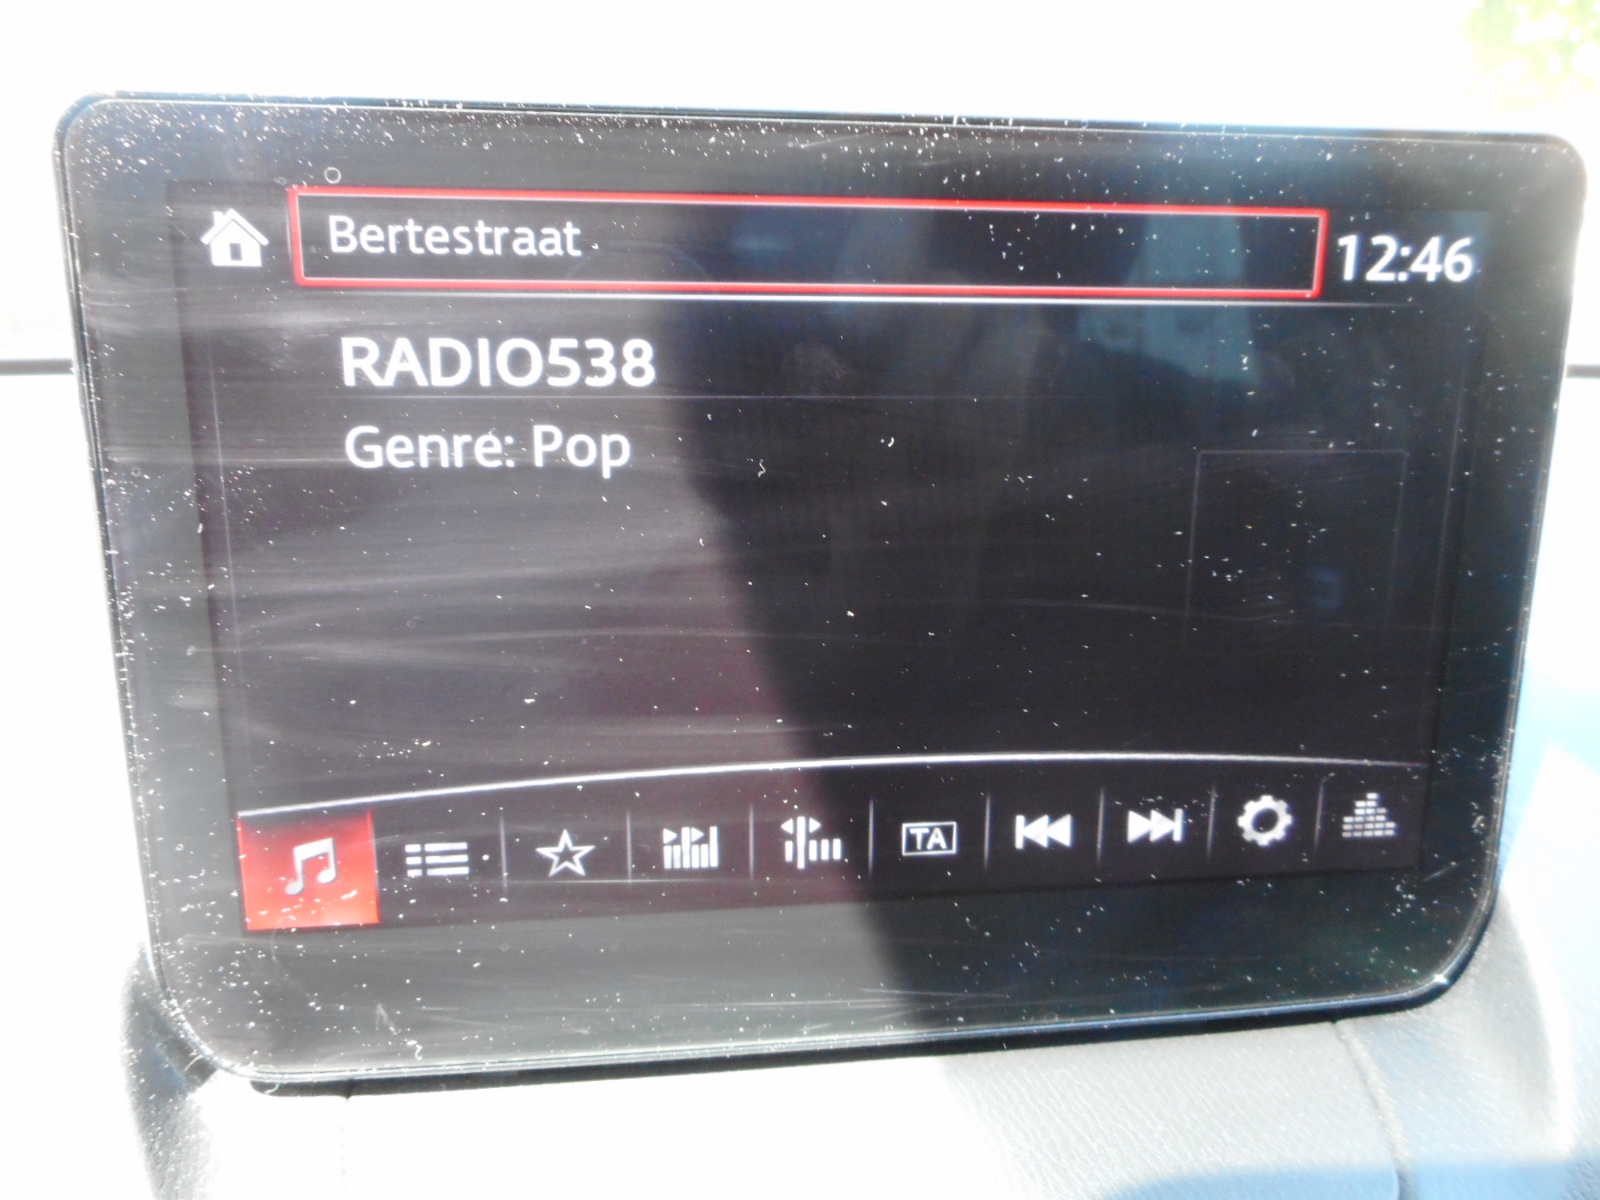 Bertestraat
12:46
RADIO538
Genre: Pop
TA